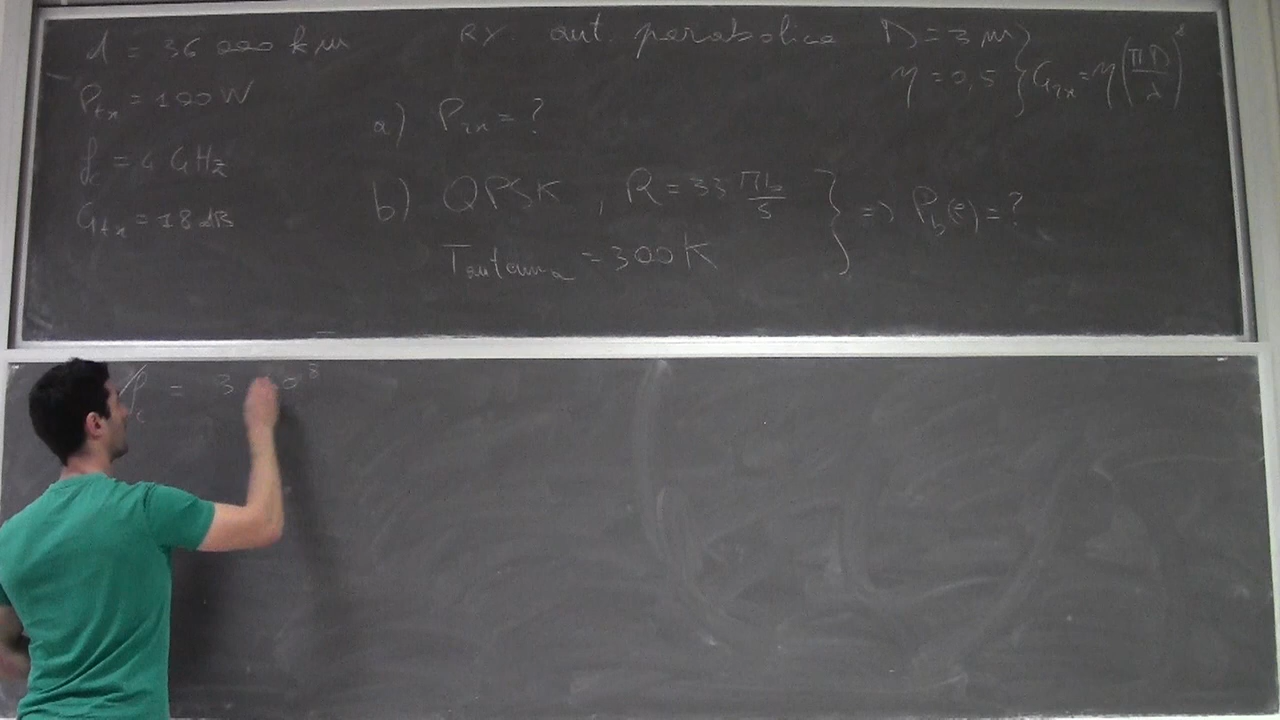 d = 36 000 km
P_tx = 100 W
f_c = 4 GHz
G_tx = 18 dB
RX ant. parabolica D = 3 m
η = 0,5 } G_rx = η (πD/λ)²
a) P_rx = ?
b) QPSK , R = 33 Mb/s
T_antenna = 300 K } => P_b(e) = ?
f_c = 3 10⁸